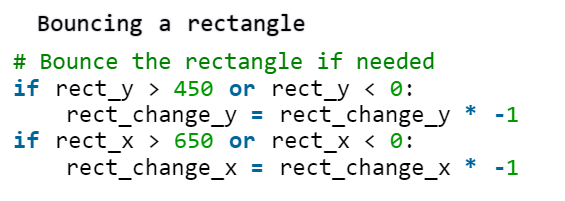 Bouncing a rectangle
# Bounce the rectangle if needed
if rect_y > 450 or rect_y < 0:
    rect_change_y = rect_change_y * -1
if rect_x > 650 or rect_x < 0:
    rect_change_x = rect_change_x * -1